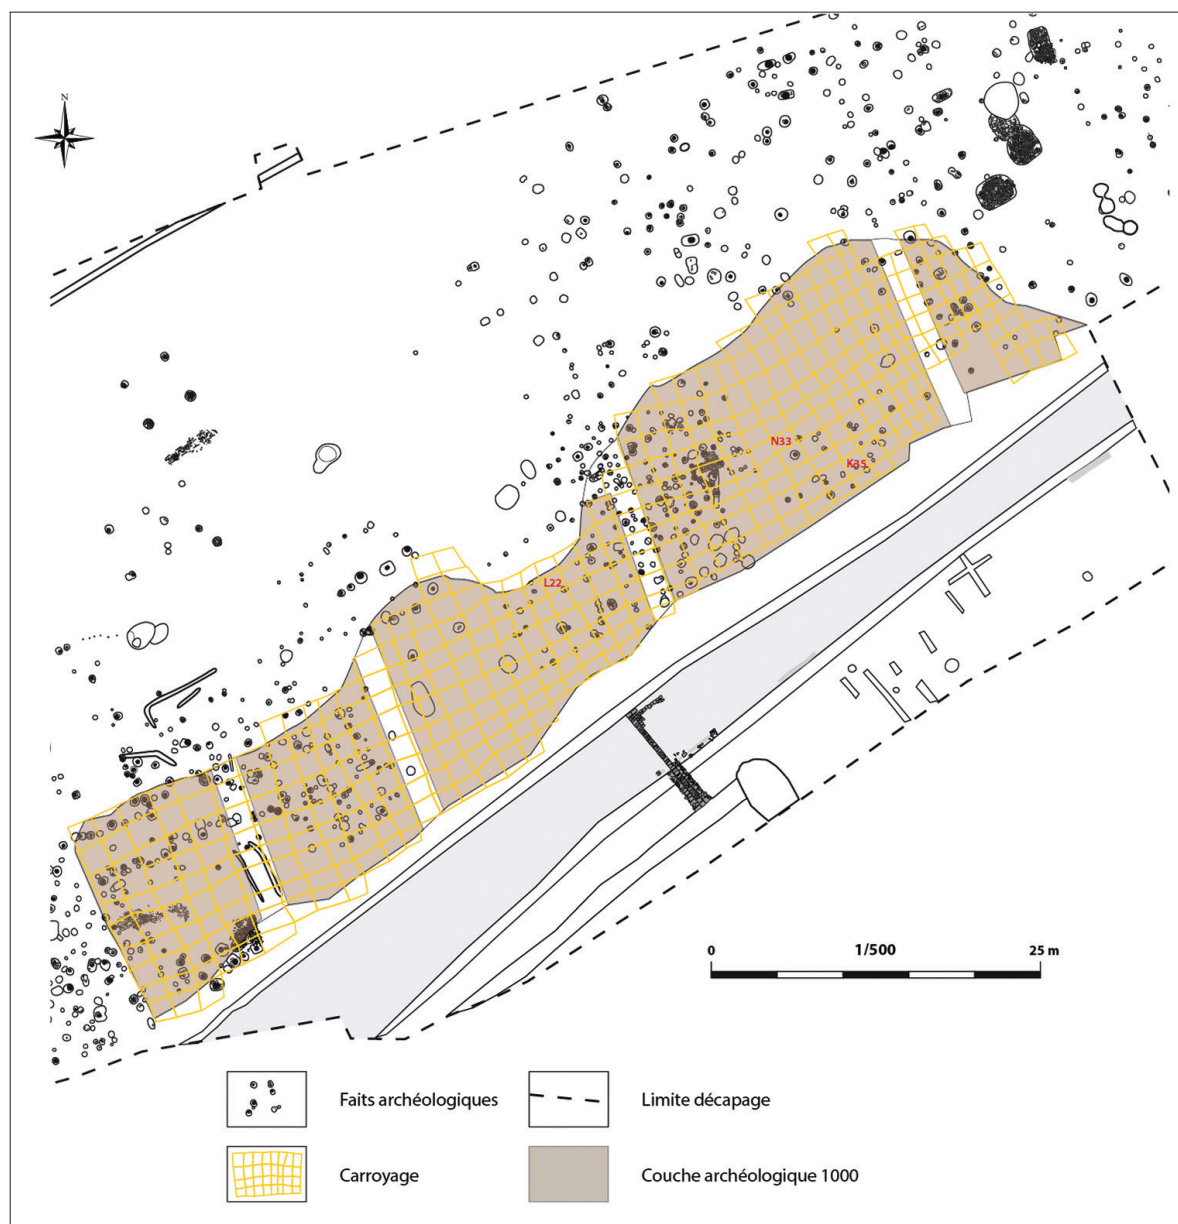 N
N33
K35
L22
0 1/500 25 m
Faits archéologiques
Limite décapage
Carroyage
Couche archéologique 1000